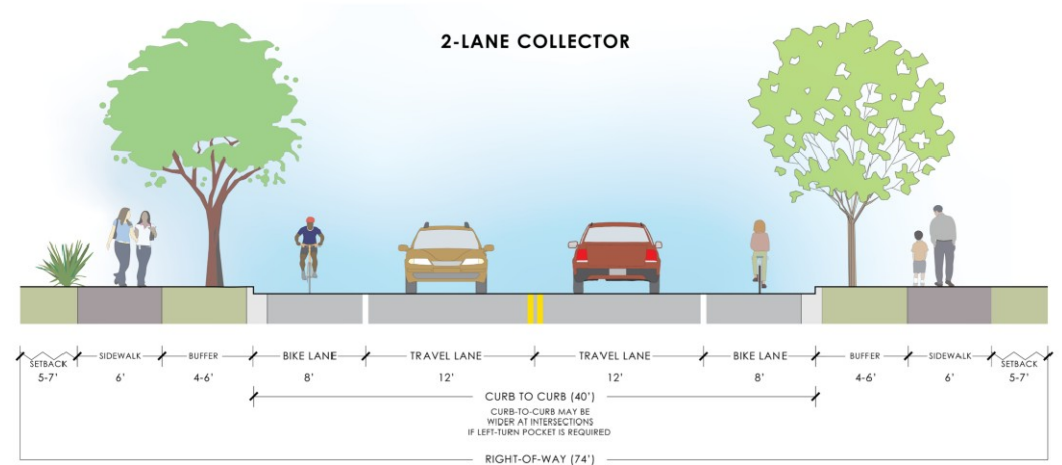 2-LANE COLLECTOR
SETBACK SIDEWALK BUFFER BIKE LANE TRAVEL LANE TRAVEL LANE BIKE LANE BUFFER SIDEWALK SETBACK
5-7' 6' 4-6' 8' 12' 12' 8' 4-6' 6' 5-7'
CURB TO CURB (40')
CURB-TO-CURB MAY BE
WIDER AT INTERSECTIONS
IF LEFT-TURN POCKET IS REQUIRED
RIGHT-OF-WAY (74')